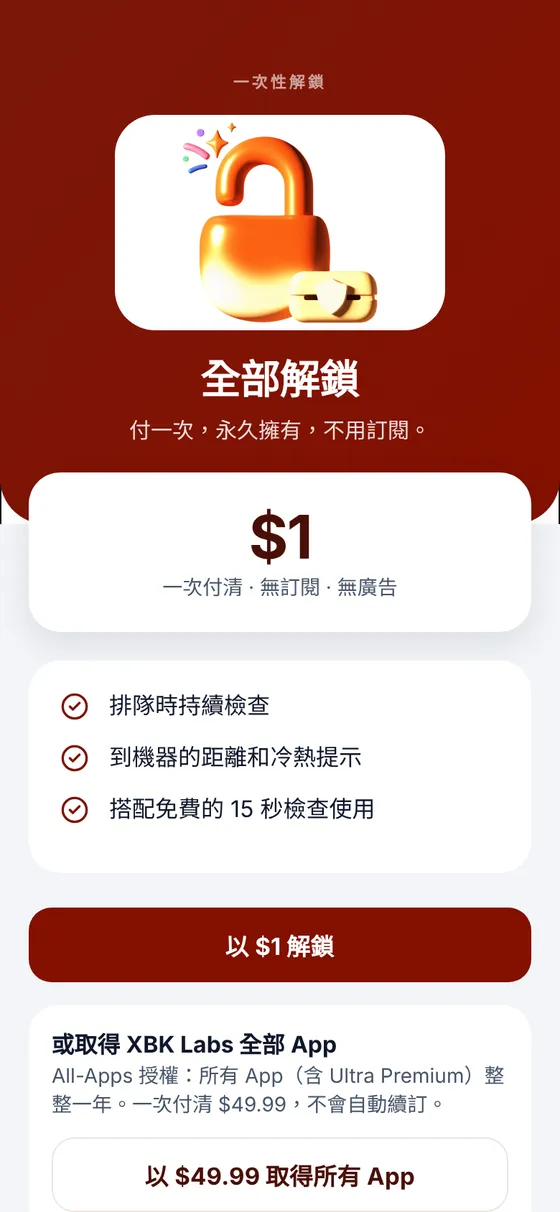 一次性解鎖
全部解鎖
付一次，永久擁有，不用訂閱。
$1
一次付清 · 無訂閱 · 無廣告
排隊時持續檢查
到機器的距離和冷熱提示
搭配免費的 15 秒檢查使用
以 $1 解鎖
或取得 XBK Labs 全部 App
All-Apps 授權：所有 App（含 Ultra Premium）整
整一年。一次付清 $49.99，不會自動續訂。
以 $49.99 取得所有 App